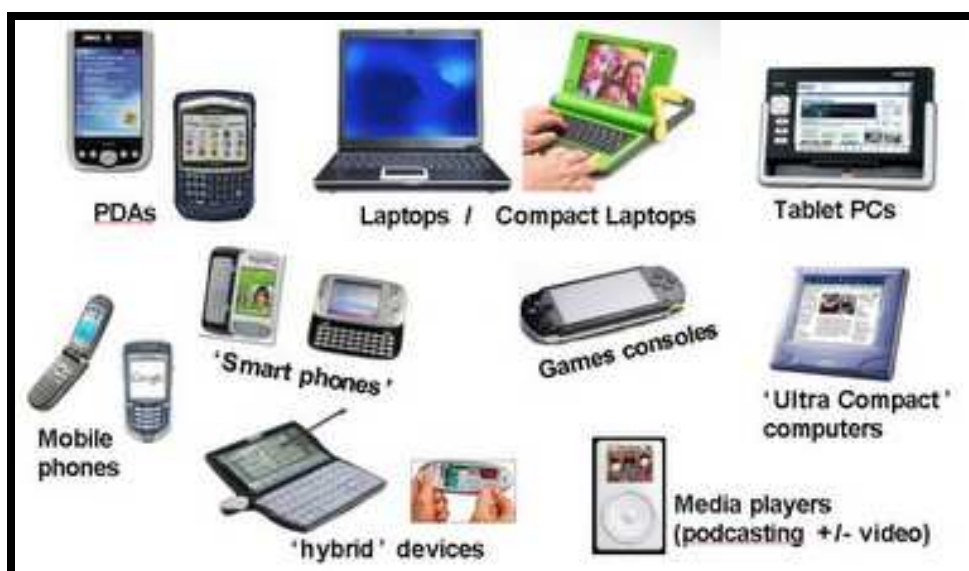 PDAs
Laptops / Compact Laptops
Tablet PCs
'Smart phones'
Games consoles
'Ultra Compact'
computers
Mobile
phones
Google
'hybrid' devices
Media players
(podcasting +/- video)